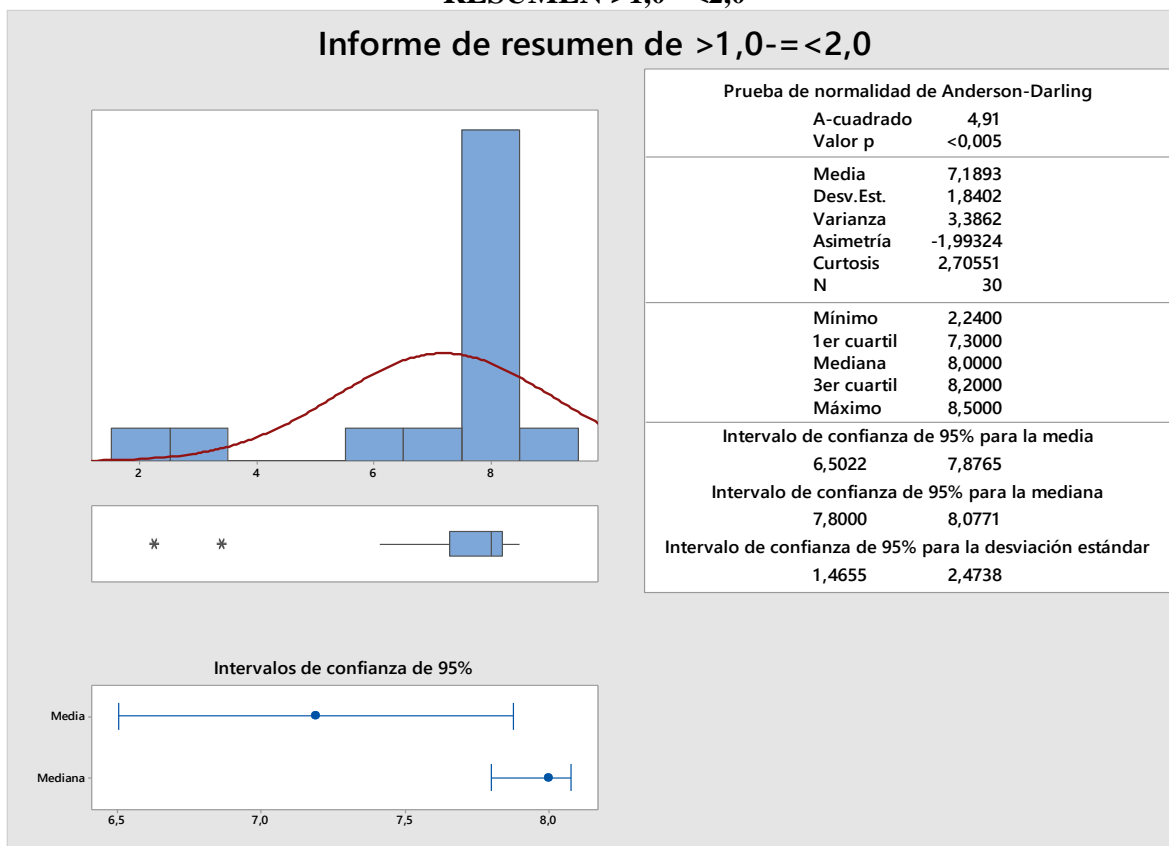 Informe de resumen de >1,0-=<2,0
2 4 6 8
Prueba de normalidad de Anderson-Darling
A-cuadrado 4,91
Valor p <0,005
Media 7,1893
Desv.Est. 1,8402
Varianza 3,3862
Asimetría -1,99324
Curtosis 2,70551
N 30
Mínimo 2,2400
1er cuartil 7,3000
Mediana 8,0000
3er cuartil 8,2000
Máximo 8,5000
Intervalo de confianza de 95% para la media
6,5022 7,8765
Intervalo de confianza de 95% para la mediana
7,8000 8,0771
Intervalo de confianza de 95% para la desviación estándar
1,4655 2,4738
Intervalos de confianza de 95%
Media
Mediana
6,5 7,0 7,5 8,0